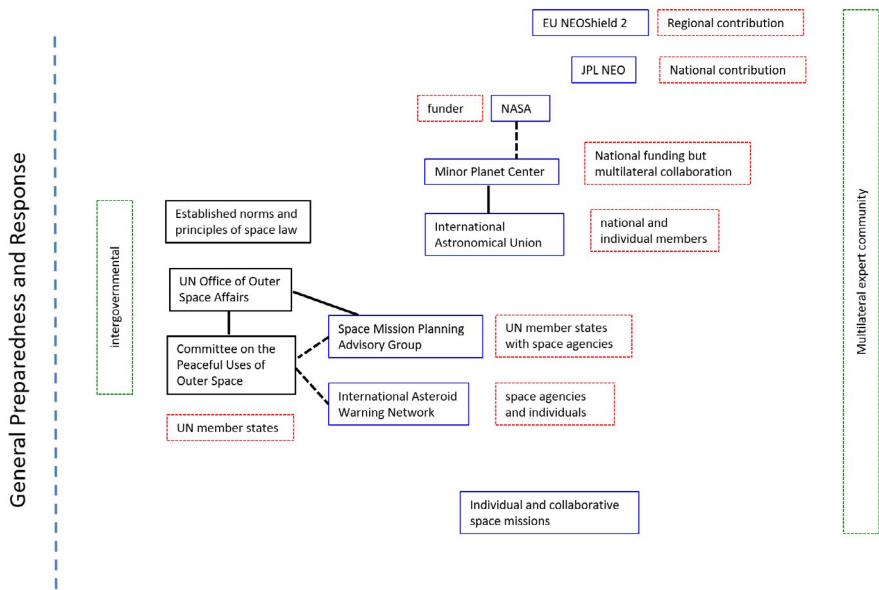 EU NEOShield 2
Regional contribution
JPL NEO
National contribution
funder
NASA
Minor Planet Center
National funding but
multilateral collaboration
General Preparedness and Response
intergovernmental
Established norms and
principles of space law
International
Astronomical Union
national and
individual members
Multilateral expert community
UN Office of Outer
Space Affairs
Space Mission Planning
Advisory Group
UN member states
with space agencies
Committee on the
Peaceful Uses of
Outer Space
International Asteroid
Warning Network
space agencies
and individuals
UN member states
Individual and collaborative
space missions